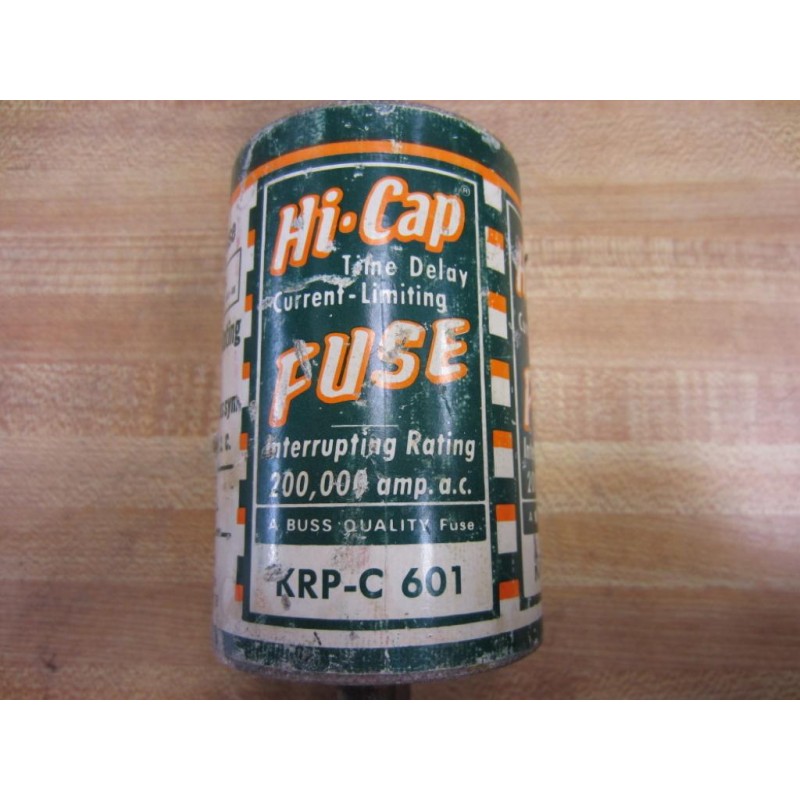 Hi·Cap®
Time Delay
Current-Limiting
FUSE
Interrupting Rating
200,000 amp. a.c.
A BUSS QUALITY Fuse
KRP-C 601